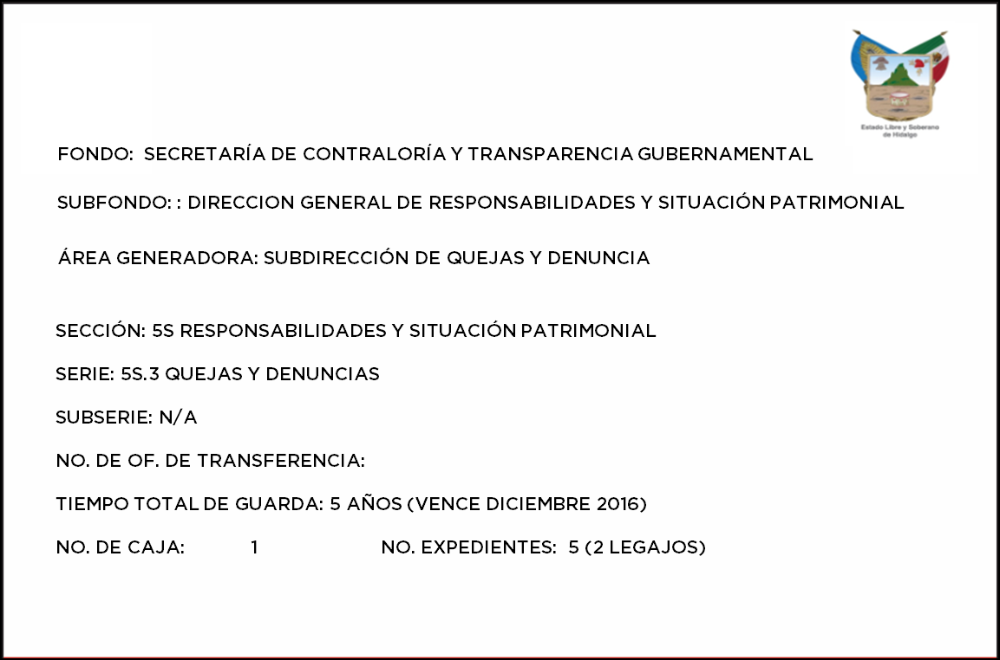 Estado Libre y Soberano
de Hidalgo
FONDO: SECRETARÍA DE CONTRALORÍA Y TRANSPARENCIA GUBERNAMENTAL
SUBFONDO: : DIRECCION GENERAL DE RESPONSABILIDADES Y SITUACIÓN PATRIMONIAL
ÁREA GENERADORA: SUBDIRECCIÓN DE QUEJAS Y DENUNCIA
SECCIÓN: 5S RESPONSABILIDADES Y SITUACIÓN PATRIMONIAL
SERIE: 5S.3 QUEJAS Y DENUNCIAS
SUBSERIE: N/A
NO. DE OF. DE TRANSFERENCIA:
TIEMPO TOTAL DE GUARDA: 5 AÑOS (VENCE DICIEMBRE 2016)
NO. DE CAJA: 1 NO. EXPEDIENTES: 5 (2 LEGAJOS)